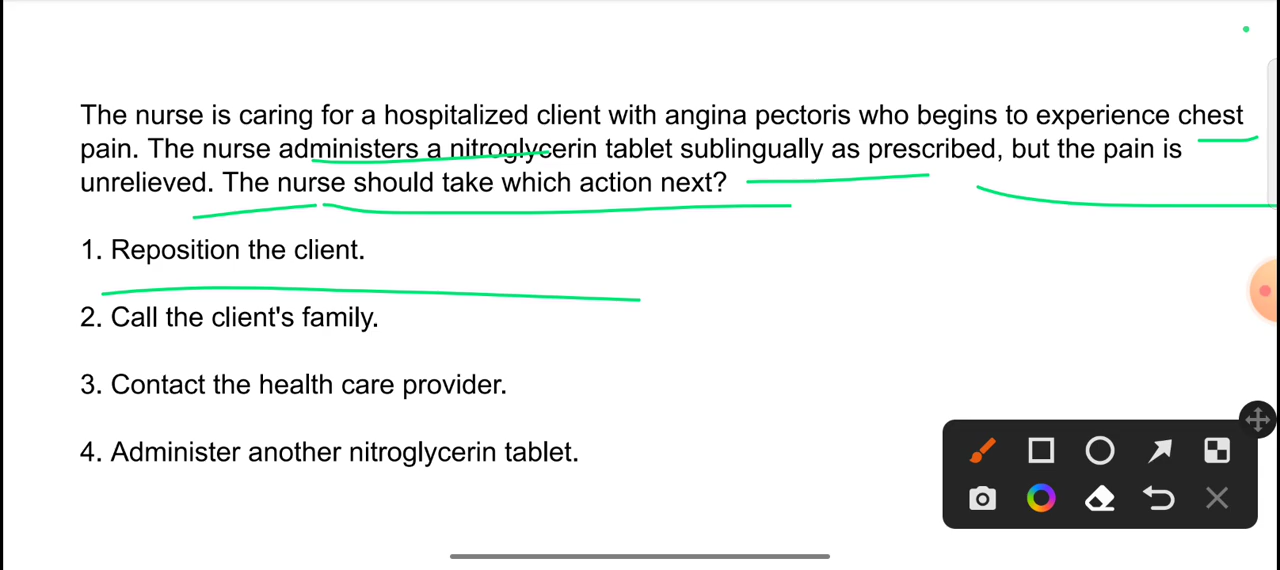 The nurse is caring for a hospitalized client with angina pectoris who begins to experience chest
pain. The nurse administers a nitroglycerin tablet sublingually as prescribed, but the pain is
unrelieved. The nurse should take which action next?
1. Reposition the client.
2. Call the client's family.
3. Contact the health care provider.
4. Administer another nitroglycerin tablet.